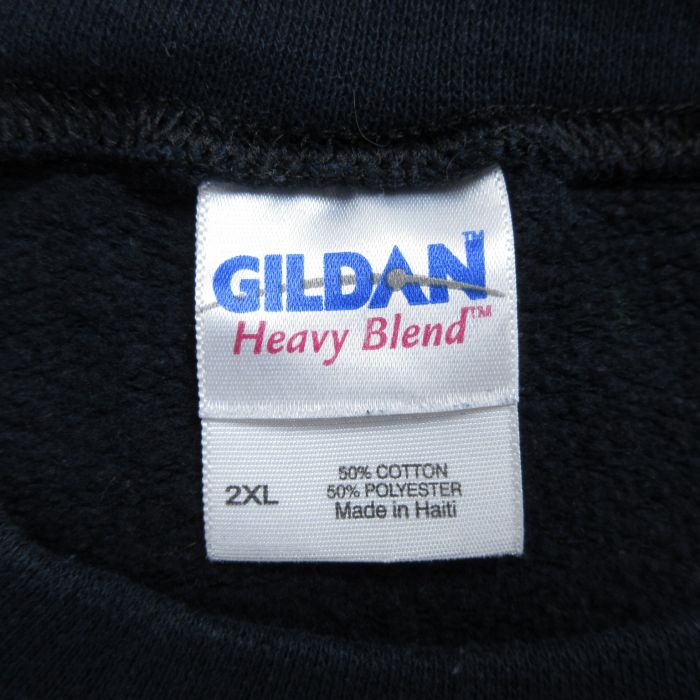 GILDAN™
Heavy Blend™
2XL
50% COTTON
50% POLYESTER
Made in Haiti